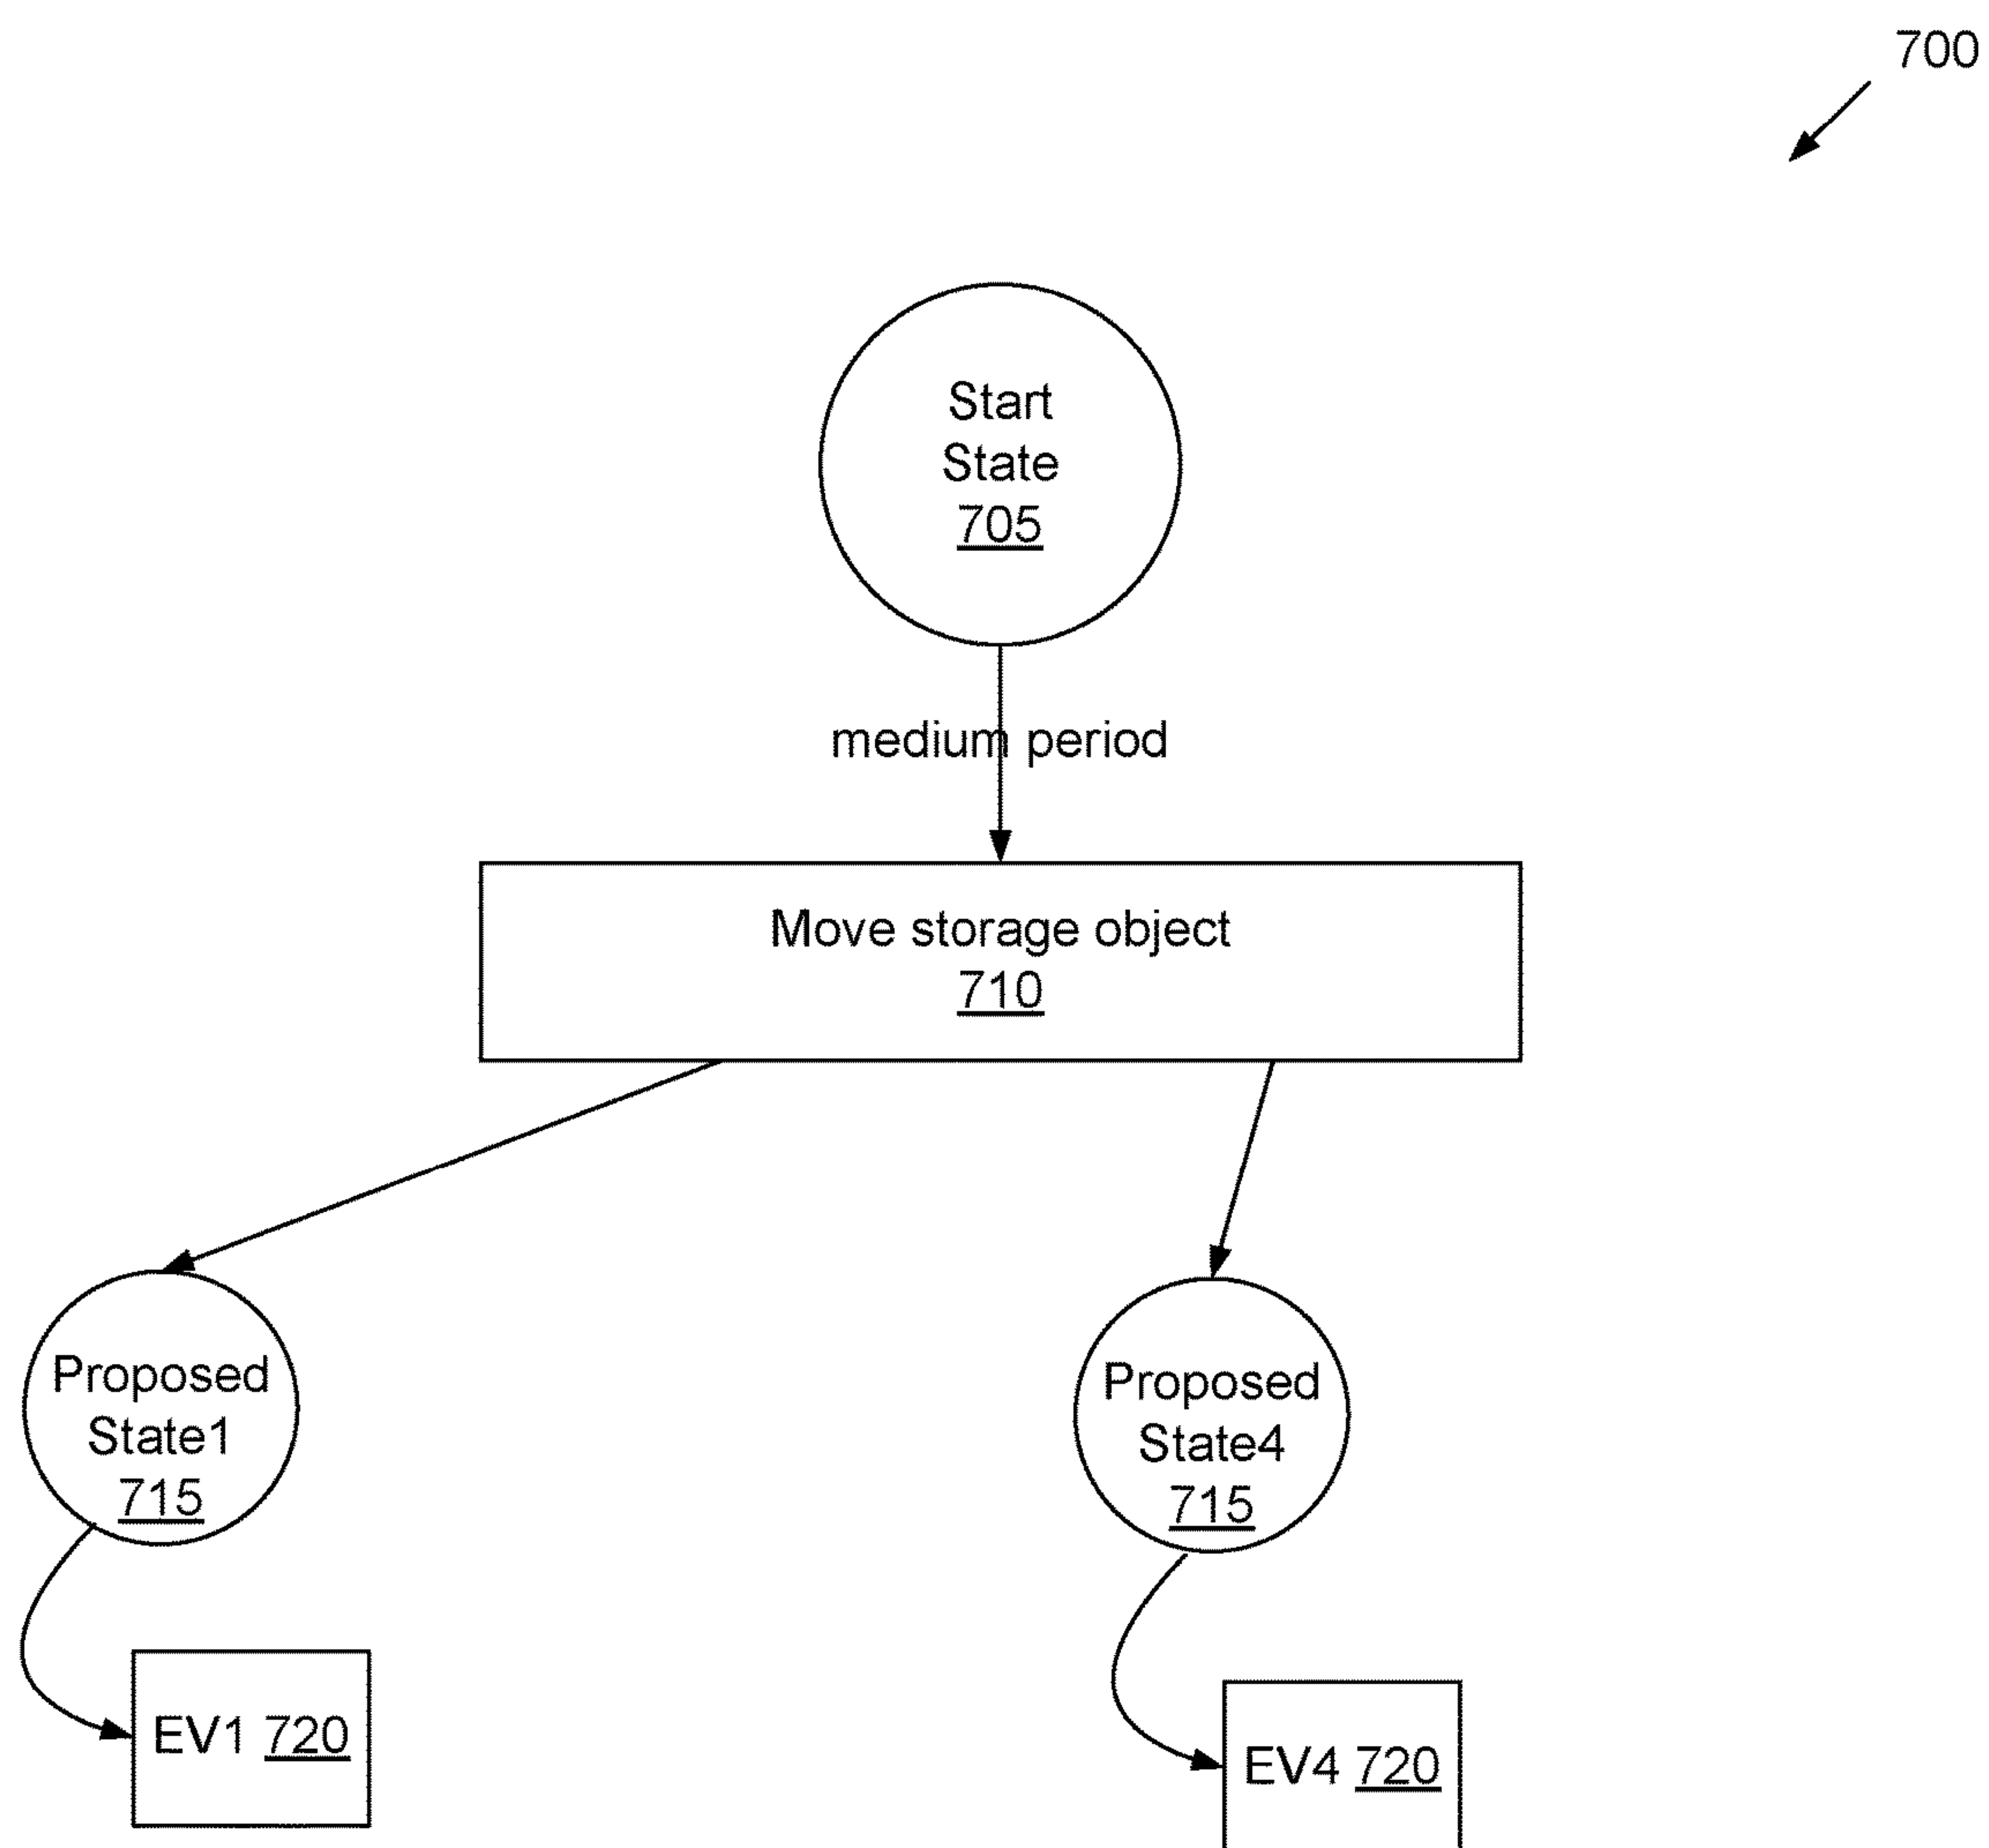 700
Start
State
705
medium period
Move storage object
710
Proposed
State1
715
Proposed
State4
715
EV1 720
EV4 720